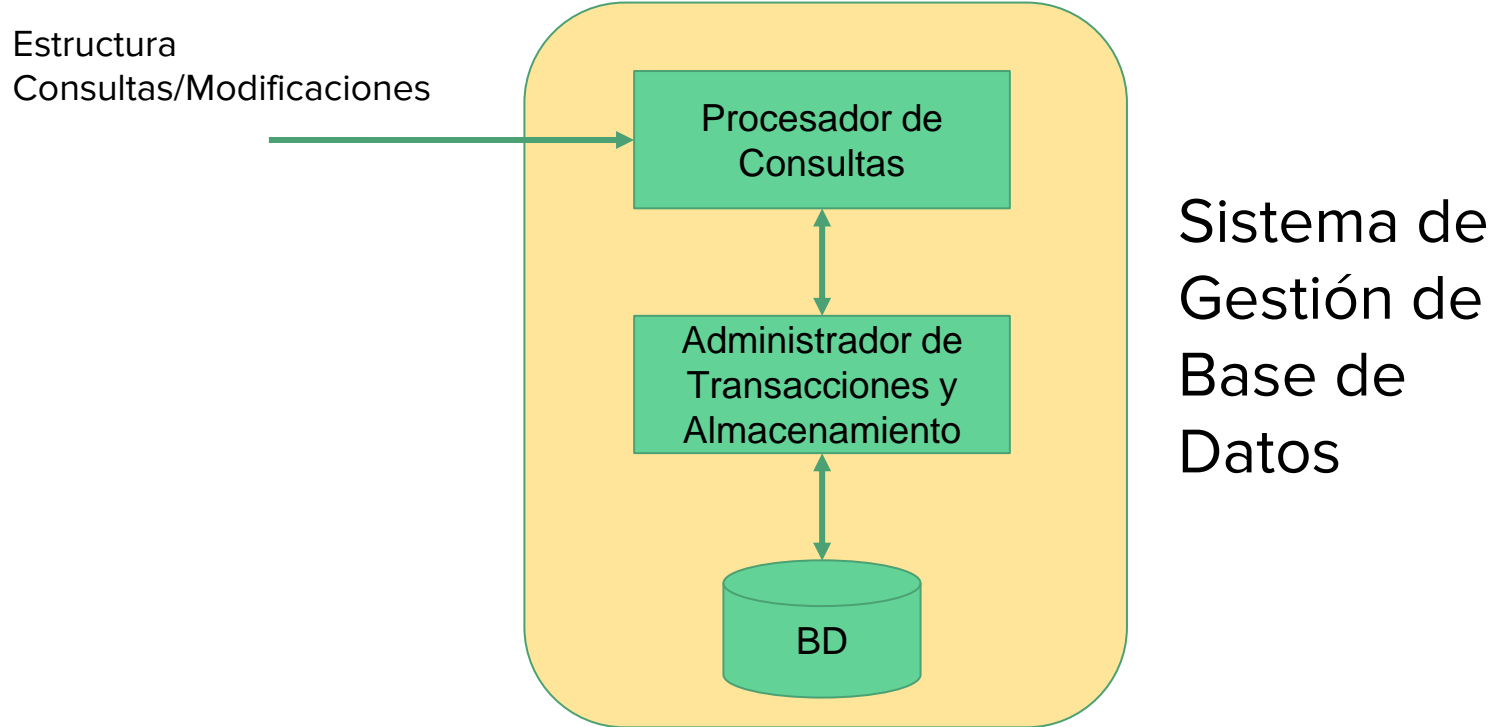 Estructura
Consultas/Modificaciones
Procesador de
Consultas
Administrador de
Transacciones y
Almacenamiento
BD
Sistema de
Gestión de
Base de
Datos